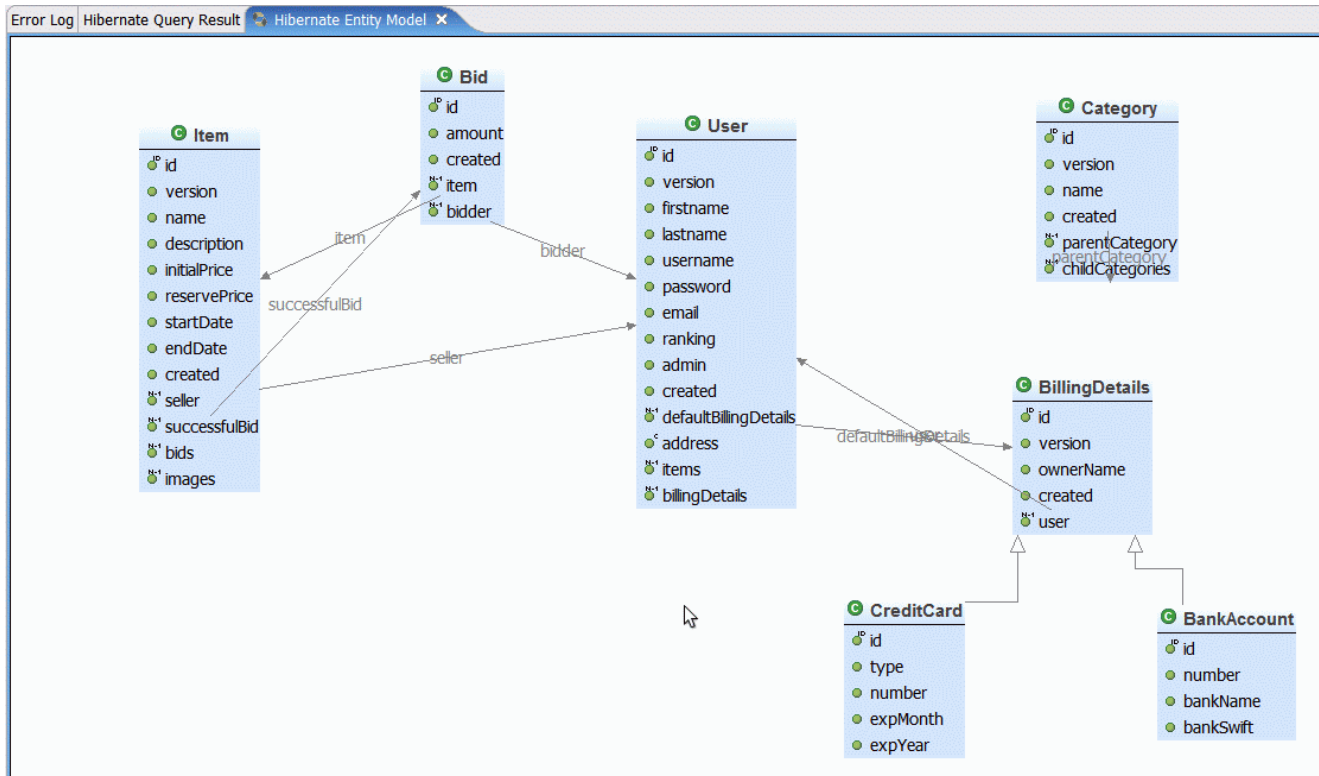 Error Log Hibernate Query Result Hibernate Entity Model
Bid
id
amount
created
item
bidder
Item
id
version
name
description
initialPrice
reservePrice
startDate
endDate
created
seller
successfulBid
bids
images
item
successfulBid
seller
bidder
User
id
version
firstname
lastname
username
password
email
ranking
admin
created
defaultBillingDetails
address
items
billingDetails
Category
id
version
name
created
parentCategory
parentCategory
childCategories
defaultBillingDetails
BillingDetails
id
version
ownerName
created
user
CreditCard
id
type
number
expMonth
expYear
BankAccount
id
number
bankName
bankSwift